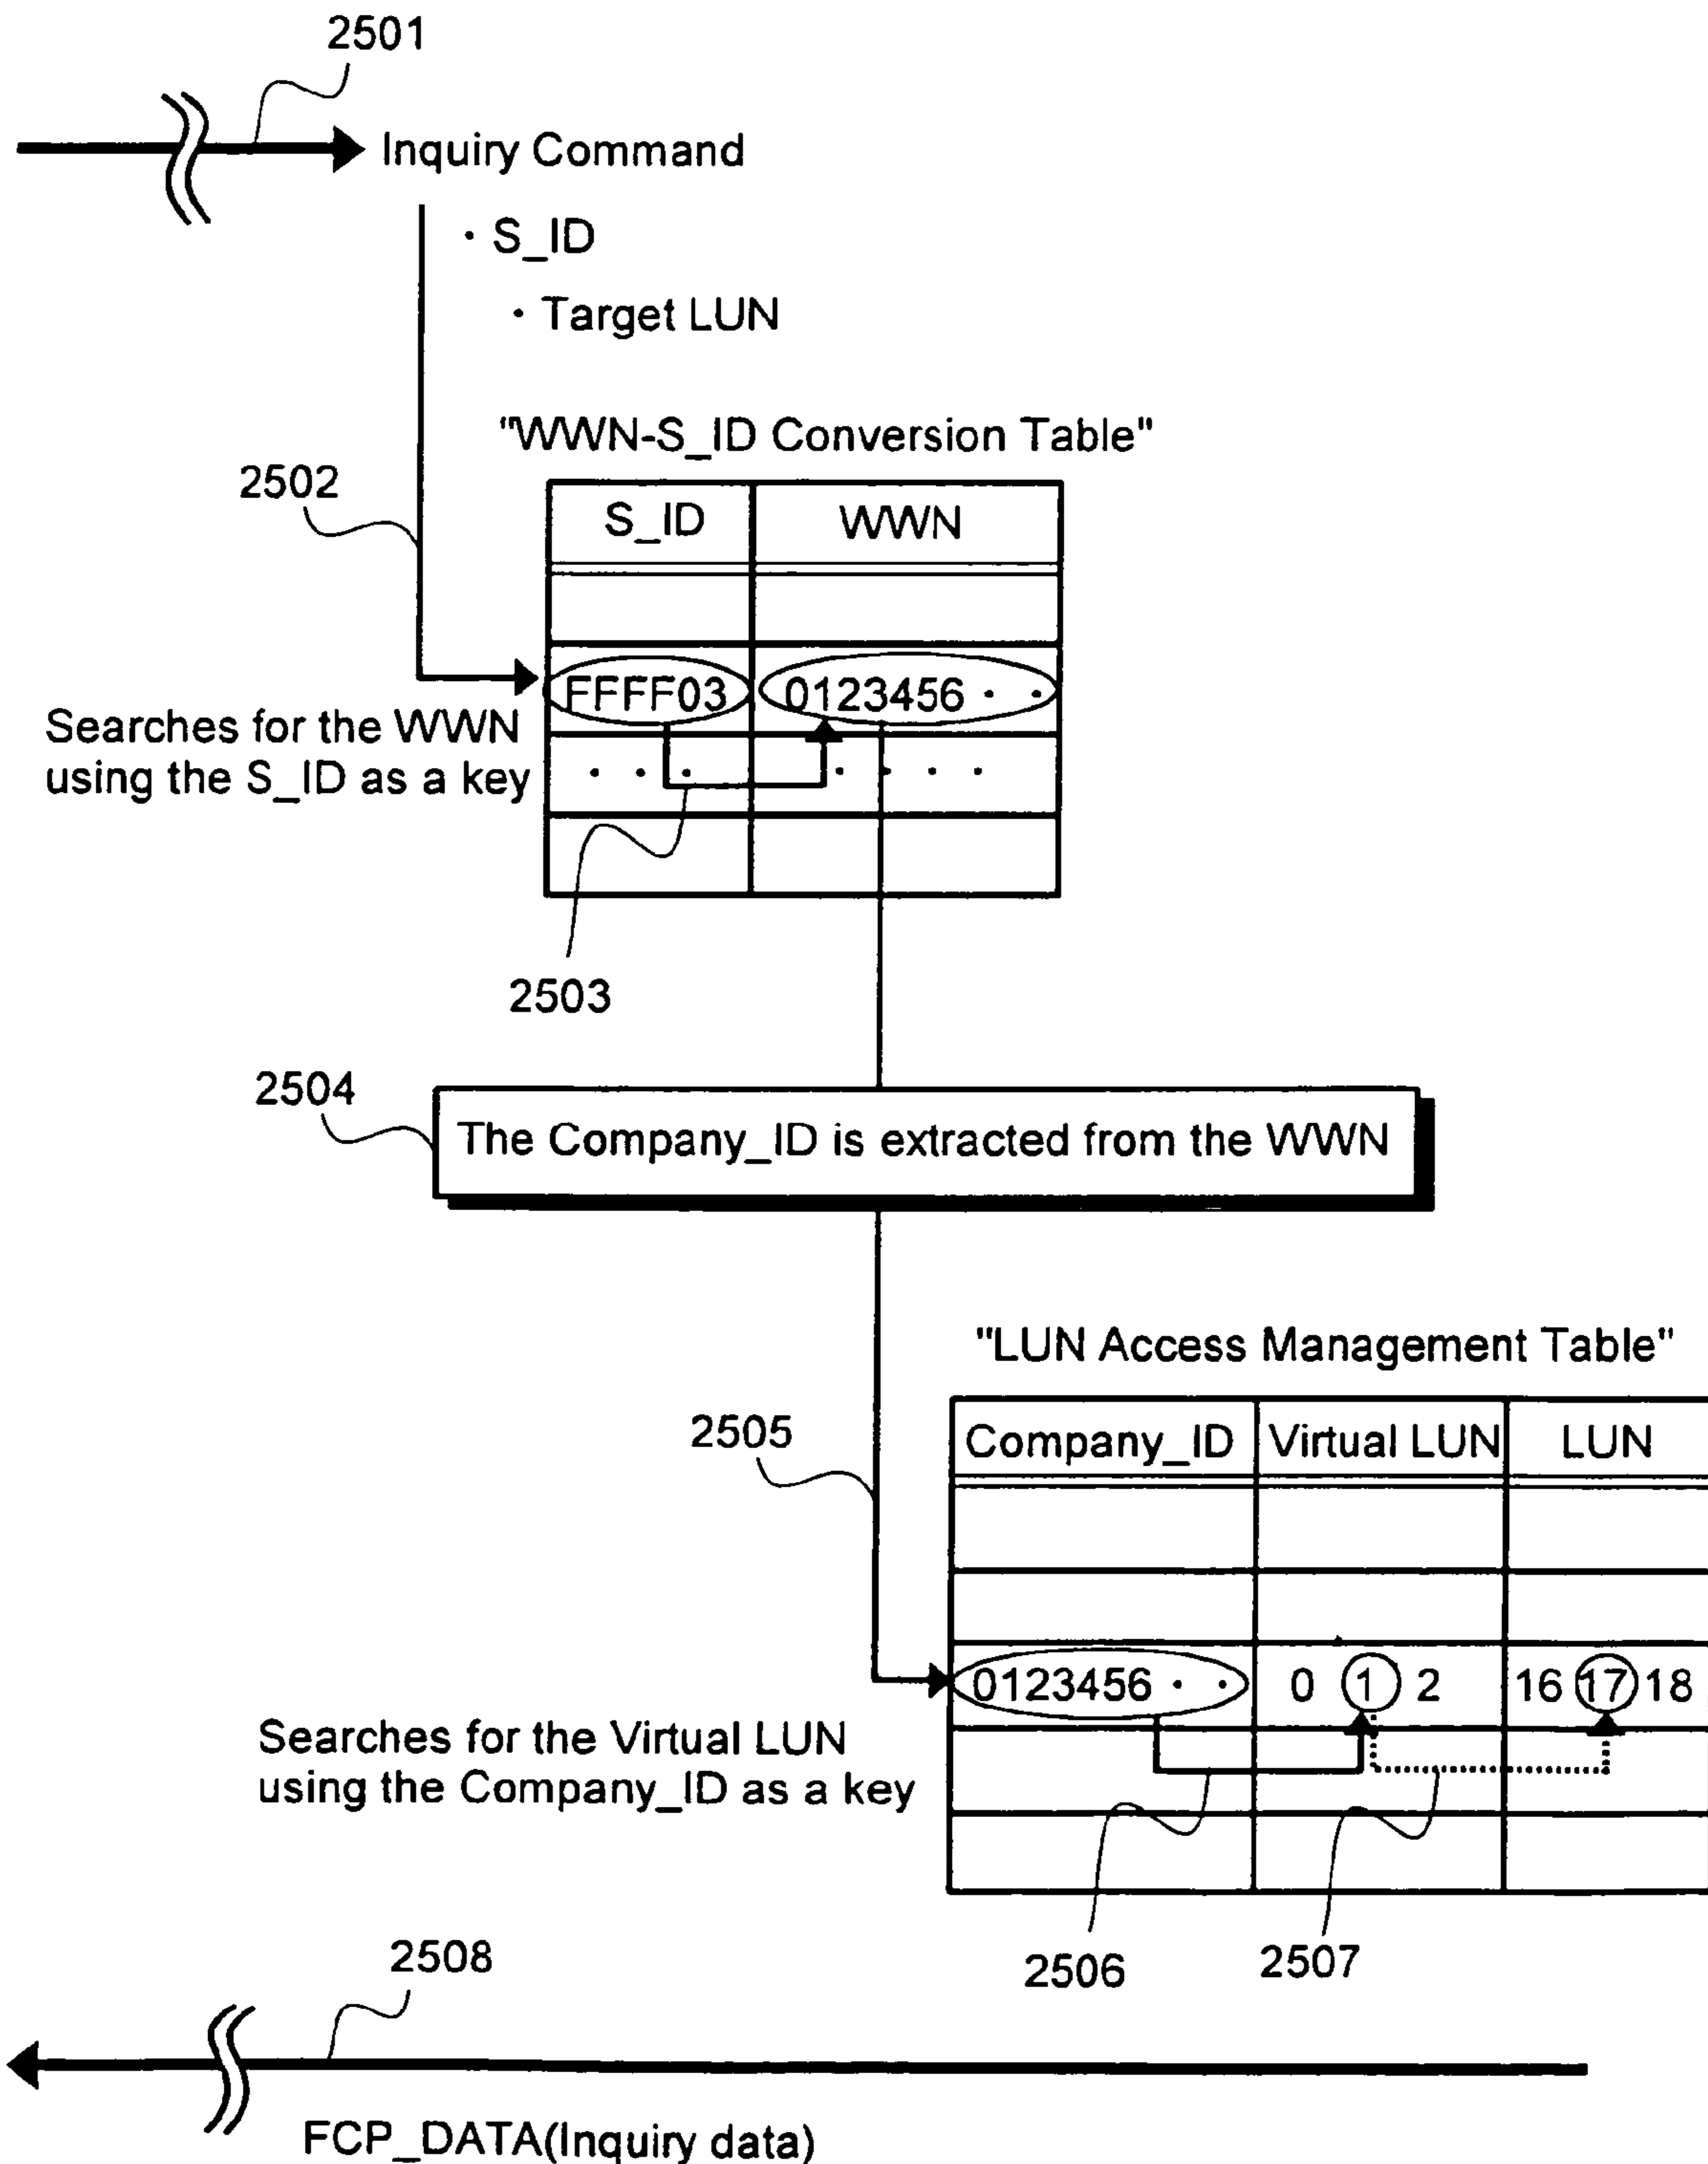 2501
Inquiry Command
· S_ID
· Target LUN
"WWN-S_ID Conversion Table"
2502
S_ID WWN
FFFF03 0123456 · ·
Searches for the WWN
using the S_ID as a key
· · · · · · ·
2503
2504
The Company_ID is extracted from the WWN
"LUN Access Management Table"
2505
Company_ID Virtual LUN LUN
0123456 · · 0 1 2 16 17 18
Searches for the Virtual LUN
using the Company_ID as a key
2506 2507
2508
FCP_DATA(Inquiry data)